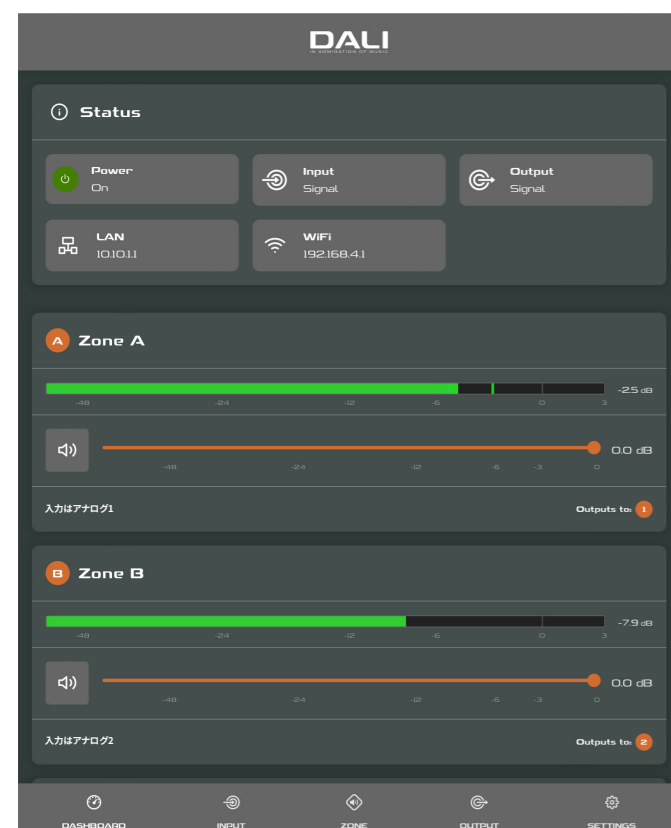 DALI
IN ADMIRATION OF MUSIC
Status
Power
On
Input
Signal
Output
Signal
LAN
10.10.1.1
WiFi
192.168.4.1
A Zone A
-2.5 dB
-48 -24 -12 -6 0 3
0.0 dB
-48 -24 -12 -6 -3 0
入力はアナログ1
Outputs to: 1
B Zone B
-7.9 dB
-48 -24 -12 -6 0 3
0.0 dB
-48 -24 -12 -6 -3 0
入力はアナログ2
Outputs to: 2
DASHBOARD INPUT ZONE OUTPUT SETTINGS